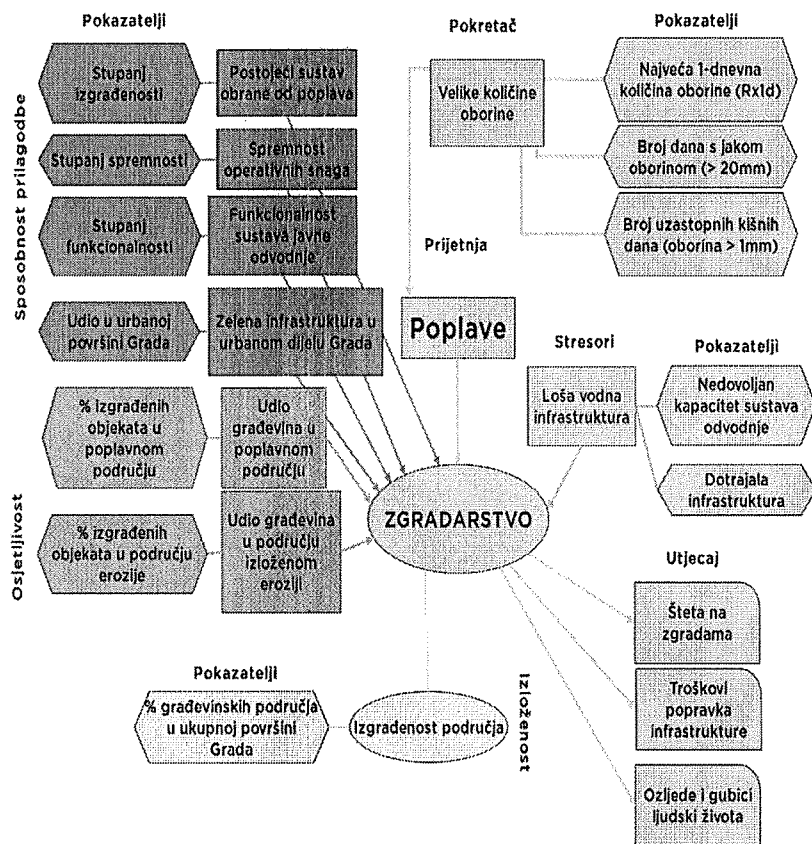 Pokazatelji
Stupanj
izgrađenosti
Postojeći sustav
obrane od poplava
Stupanj spremnosti
Spremnost
operativnih snaga
Stupanj
funkcionalnosti
Funkcionalnost
sustava javne
odvodnje
Udio u urbanoj
površini Grada
Zelena infrastruktura u
urbanom dijelu Grada
Sposobnost prilagodbe
% izgrađenih
objekata u
poplavnom
području
Udio
građevina u
poplavnom
području
% izgrađenih
objekata u području
erozije
Udio građevina
u području
izloženom
eroziji
Osjetljivost
Pokretač
Velike količine
oborine
Pokazatelji
Najveća 1-dnevna
količina oborine (Rx1d)
Broj dana s jakom
oborinom (> 20mm)
Broj uzastopnih kišnih
dana (oborina > 1mm)
Prijetnja
Poplave
Stresori
Loša vodna
infrastruktura
Pokazatelji
Nedovoljan
kapacitet sustava
odvodnje
Dotrajala
infrastruktura
ZGRADARSTVO
Utjecaj
Šteta na
zgradama
Troškovi
popravka
infrastrukture
Ozljede i gubici
ljudski života
Pokazatelji
% građevinskih područja
u ukupnoj površini
Grada
Izgrađenost područja
Izloženost